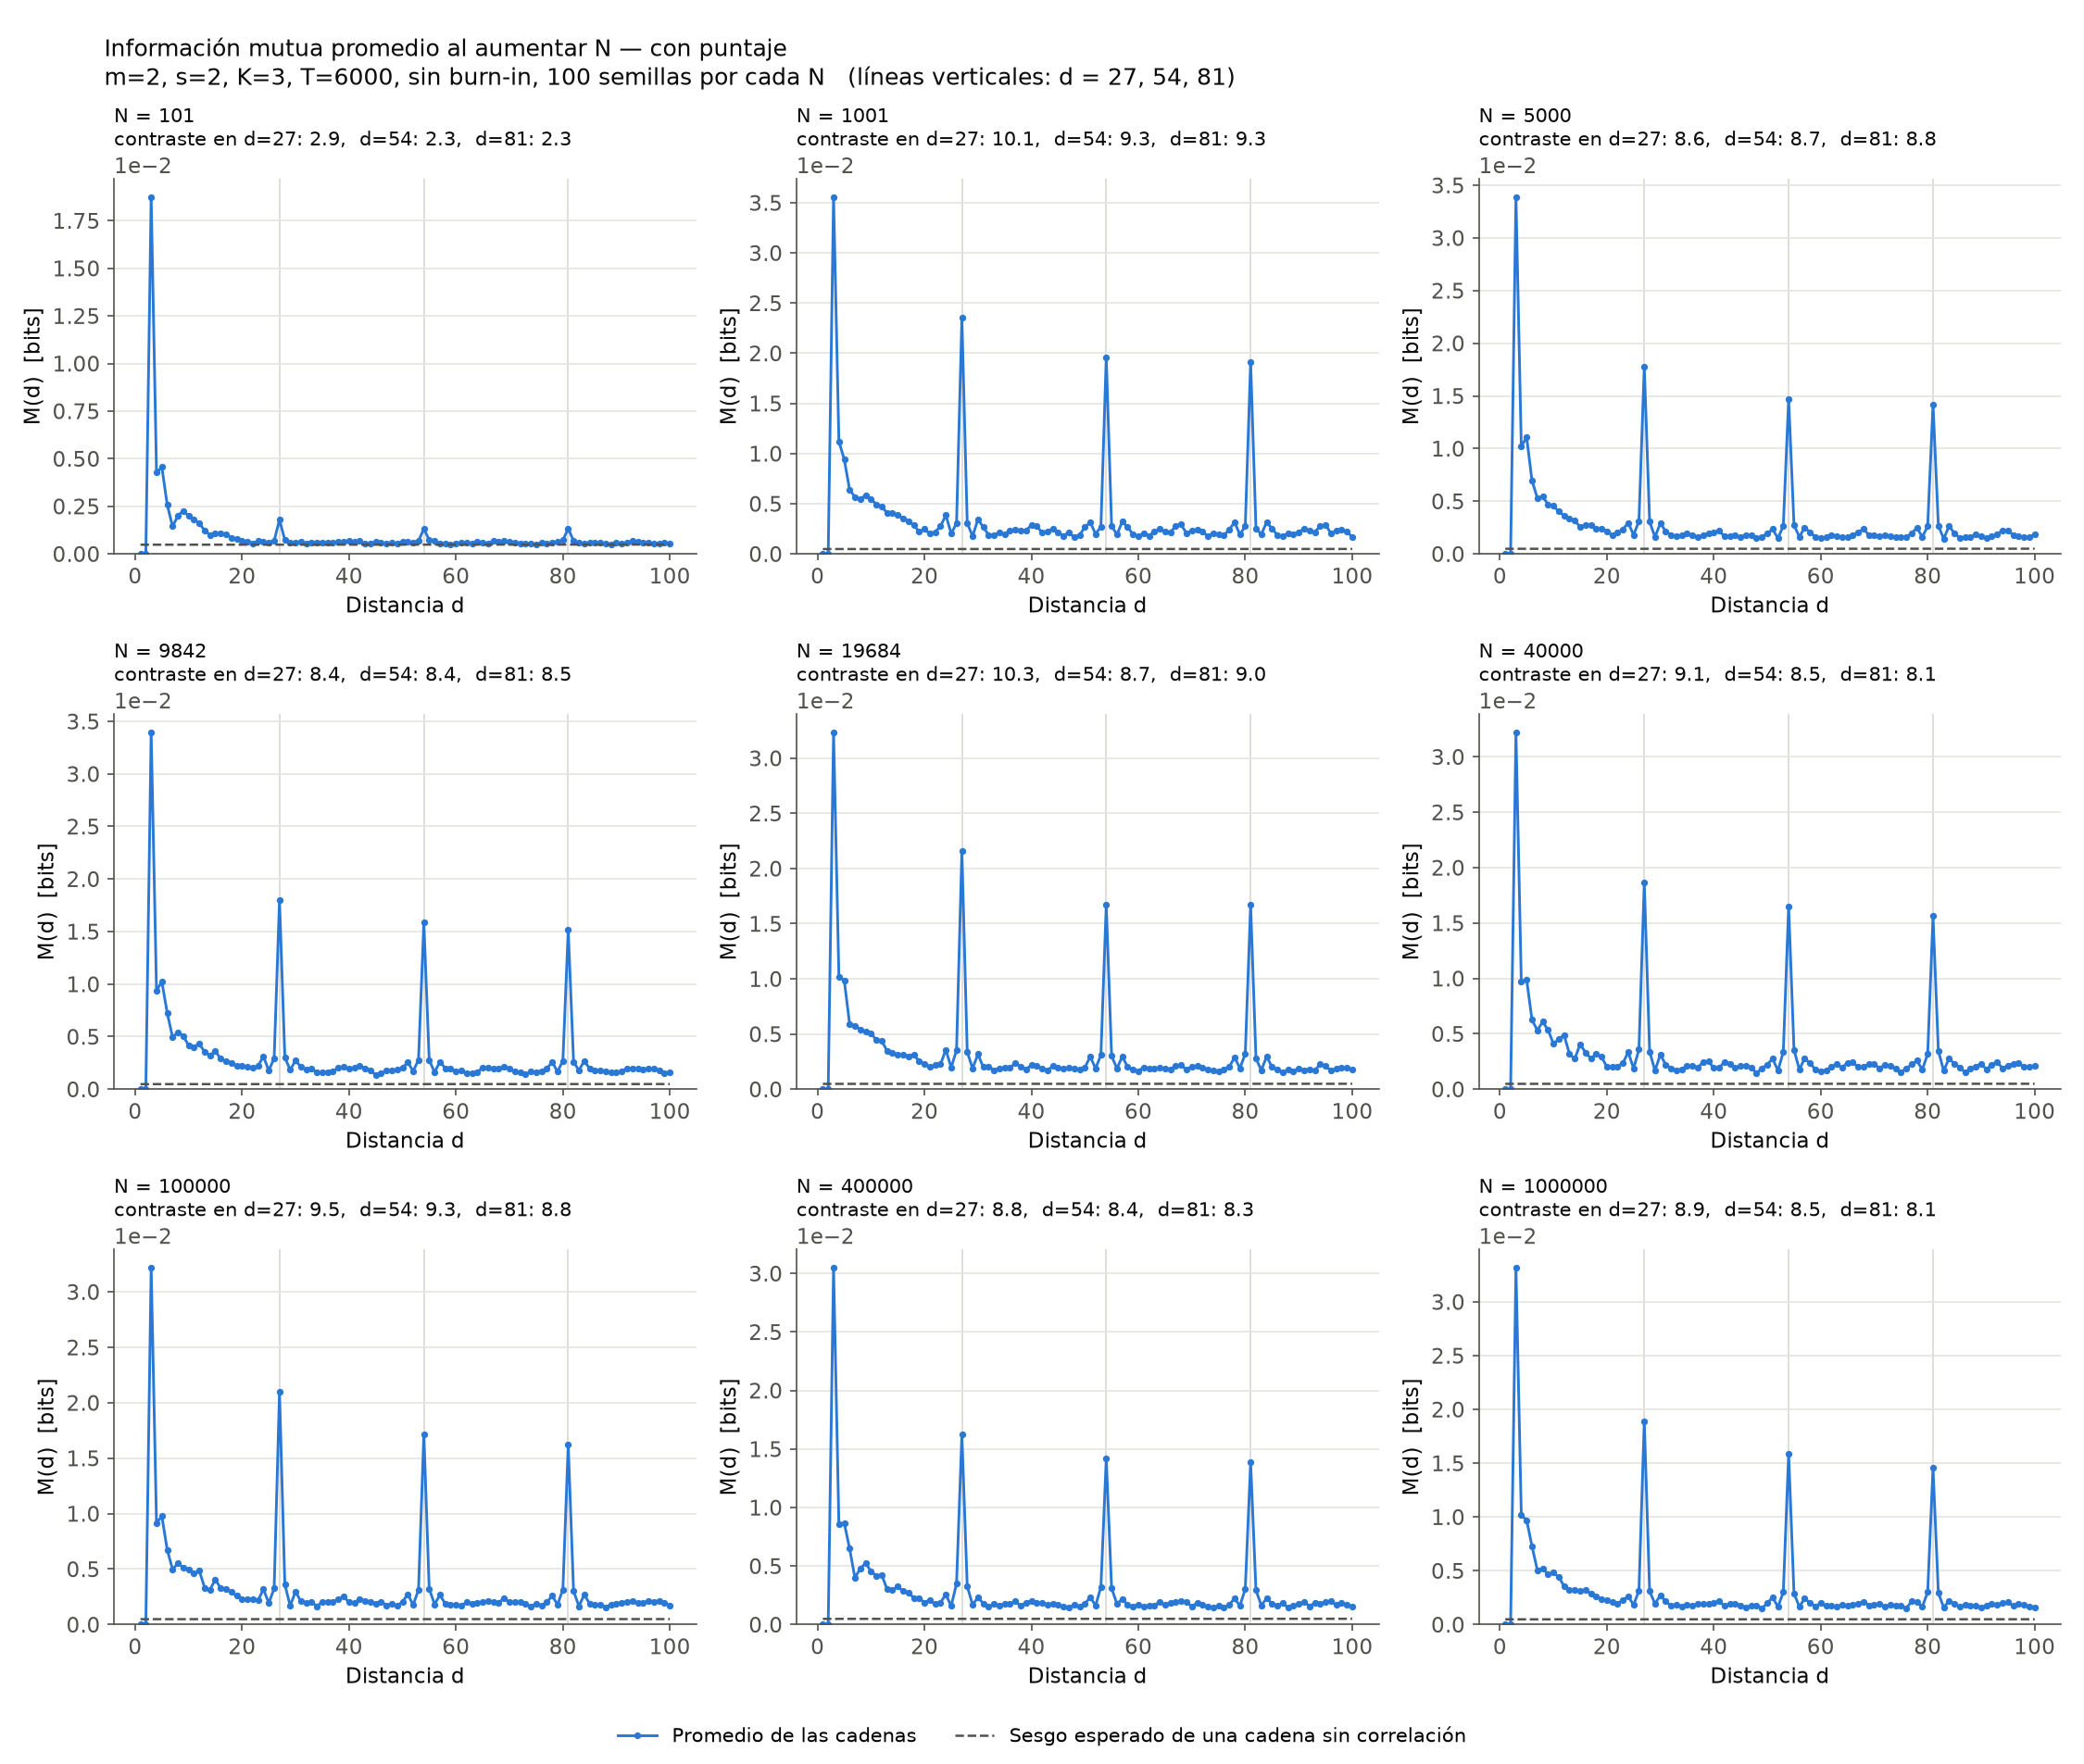 Información mutua promedio al aumentar N — con puntaje
m=2, s=2, K=3, T=6000, sin burn-in, 100 semillas por cada N   (líneas verticales: d = 27, 54, 81)
N = 101
contraste en d=27: 2.9,  d=54: 2.3,  d=81: 2.3
1e−2
1.75
1.50
1.25
1.00
0.75
0.50
0.25
0.00
M(d)  [bits]
0 20 40 60 80 100
Distancia d
N = 1001
contraste en d=27: 10.1,  d=54: 9.3,  d=81: 9.3
1e−2
3.5
3.0
2.5
2.0
1.5
1.0
0.5
0.0
M(d)  [bits]
0 20 40 60 80 100
Distancia d
N = 5000
contraste en d=27: 8.6,  d=54: 8.7,  d=81: 8.8
1e−2
3.5
3.0
2.5
2.0
1.5
1.0
0.5
0.0
M(d)  [bits]
0 20 40 60 80 100
Distancia d
N = 9842
contraste en d=27: 8.4,  d=54: 8.4,  d=81: 8.5
1e−2
3.5
3.0
2.5
2.0
1.5
1.0
0.5
0.0
M(d)  [bits]
0 20 40 60 80 100
Distancia d
N = 19684
contraste en d=27: 10.3,  d=54: 8.7,  d=81: 9.0
1e−2
3.0
2.5
2.0
1.5
1.0
0.5
0.0
M(d)  [bits]
0 20 40 60 80 100
Distancia d
N = 40000
contraste en d=27: 9.1,  d=54: 8.5,  d=81: 8.1
1e−2
3.0
2.5
2.0
1.5
1.0
0.5
0.0
M(d)  [bits]
0 20 40 60 80 100
Distancia d
N = 100000
contraste en d=27: 9.5,  d=54: 9.3,  d=81: 8.8
1e−2
3.0
2.5
2.0
1.5
1.0
0.5
0.0
M(d)  [bits]
0 20 40 60 80 100
Distancia d
N = 400000
contraste en d=27: 8.8,  d=54: 8.4,  d=81: 8.3
1e−2
3.0
2.5
2.0
1.5
1.0
0.5
0.0
M(d)  [bits]
0 20 40 60 80 100
Distancia d
N = 1000000
contraste en d=27: 8.9,  d=54: 8.5,  d=81: 8.1
1e−2
3.0
2.5
2.0
1.5
1.0
0.5
0.0
M(d)  [bits]
0 20 40 60 80 100
Distancia d
Promedio de las cadenas
Sesgo esperado de una cadena sin correlación